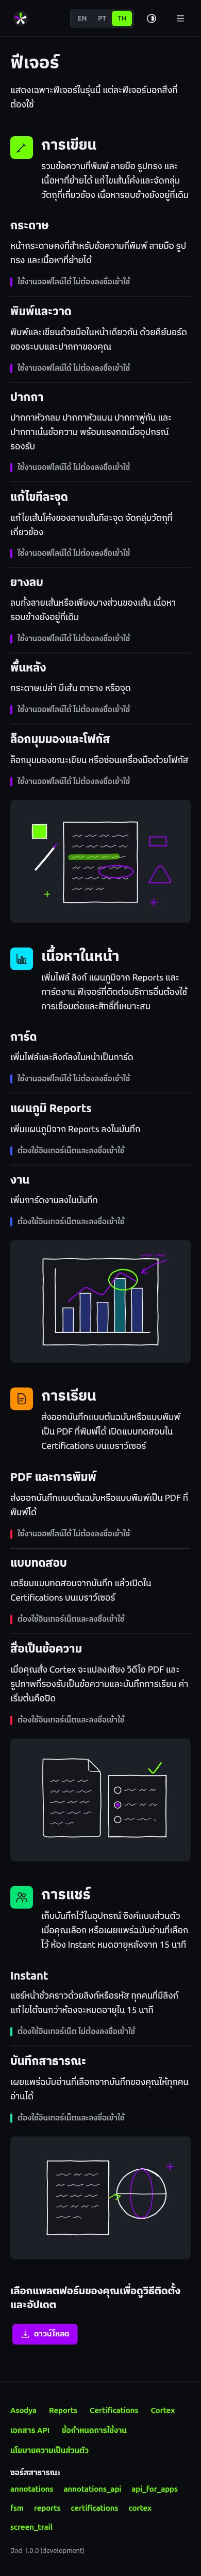 EN PT TH
ฟีเจอร์
แสดงเฉพาะฟีเจอร์ในรุ่นนี้ แต่ละฟีเจอร์บอกสิ่งที่
ต้องใช้
การเขียน
รวมข้อความที่พิมพ์ ลายมือ รูปทรง และ
เนื้อหาที่ย้ายได้ แก้ไขเส้นโค้งและจัดกลุ่ม
วัตถุที่เกี่ยวข้อง เนื้อหารอบข้างยังอยู่ที่เดิม
กระดาษ
หน้ากระดาษคงที่สำหรับข้อความที่พิมพ์ ลายมือ รูป
ทรง และเนื้อหาที่ย้ายได้
ใช้งานออฟไลน์ได้ ไม่ต้องลงชื่อเข้าใช้
พิมพ์และวาด
พิมพ์และเขียนด้วยมือในหน้าเดียวกัน ด้วยคีย์บอร์ด
ของระบบและปากกาของคุณ
ใช้งานออฟไลน์ได้ ไม่ต้องลงชื่อเข้าใช้
ปากกา
ปากกาหัวกลม ปากกาหัวแบน ปากกาพู่กัน และ
ปากกาเน้นข้อความ พร้อมแรงกดเมื่ออุปกรณ์
รองรับ
ใช้งานออฟไลน์ได้ ไม่ต้องลงชื่อเข้าใช้
แก้ไขทีละจุด
แก้ไขเส้นโค้งของลายเส้นทีละจุด จัดกลุ่มวัตถุที่
เกี่ยวข้อง
ใช้งานออฟไลน์ได้ ไม่ต้องลงชื่อเข้าใช้
ยางลบ
ลบทั้งลายเส้นหรือเพียงบางส่วนของเส้น เนื้อหา
รอบข้างยังอยู่ที่เดิม
ใช้งานออฟไลน์ได้ ไม่ต้องลงชื่อเข้าใช้
พื้นหลัง
กระดาษเปล่า มีเส้น ตาราง หรือจุด
ใช้งานออฟไลน์ได้ ไม่ต้องลงชื่อเข้าใช้
ล็อกมุมมองและโฟกัส
ล็อกมุมมองขณะเขียน หรือซ่อนเครื่องมือด้วยโฟกัส
ใช้งานออฟไลน์ได้ ไม่ต้องลงชื่อเข้าใช้
เนื้อหาในหน้า
เพิ่มไฟล์ ลิงก์ แผนภูมิจาก Reports และ
การ์ดงาน ฟีเจอร์ที่ติดต่อบริการอื่นต้องใช้
การเชื่อมต่อและสิทธิ์ที่เหมาะสม
การ์ด
เพิ่มไฟล์และลิงก์ลงในหน้าเป็นการ์ด
ใช้งานออฟไลน์ได้ ไม่ต้องลงชื่อเข้าใช้
แผนภูมิ Reports
เพิ่มแผนภูมิจาก Reports ลงในบันทึก
ต้องใช้อินเทอร์เน็ตและลงชื่อเข้าใช้
งาน
เพิ่มการ์ดงานลงในบันทึก
ต้องใช้อินเทอร์เน็ตและลงชื่อเข้าใช้
การเรียน
ส่งออกบันทึกแบบต้นฉบับหรือแบบพิมพ์
เป็น PDF ที่พิมพ์ได้ เปิดแบบทดสอบใน
Certifications บนเบราว์เซอร์
PDF และการพิมพ์
ส่งออกบันทึกแบบต้นฉบับหรือแบบพิมพ์เป็น PDF ที่
พิมพ์ได้
ใช้งานออฟไลน์ได้ ไม่ต้องลงชื่อเข้าใช้
แบบทดสอบ
เตรียมแบบทดสอบจากบันทึก แล้วเปิดใน
Certifications บนเบราว์เซอร์
ต้องใช้อินเทอร์เน็ตและลงชื่อเข้าใช้
สื่อเป็นข้อความ
เมื่อคุณสั่ง Cortex จะแปลงเสียง วิดีโอ PDF และ
รูปภาพที่รองรับเป็นข้อความและบันทึกการเรียน ค่า
เริ่มต้นคือปิด
ต้องใช้อินเทอร์เน็ตและลงชื่อเข้าใช้
การแชร์
เก็บบันทึกไว้ในอุปกรณ์ ซิงค์แบบส่วนตัว
เมื่อคุณเลือก หรือเผยแพร่ฉบับอ่านที่เลือก
ไว้ ห้อง Instant หมดอายุหลังจาก 15 นาที
Instant
แชร์หน้าชั่วคราวด้วยลิงก์หรือรหัส ทุกคนที่มีลิงก์
แก้ไขได้จนกว่าห้องจะหมดอายุใน 15 นาที
ต้องใช้อินเทอร์เน็ต ไม่ต้องลงชื่อเข้าใช้
บันทึกสาธารณะ
เผยแพร่ฉบับอ่านที่เลือกจากบันทึกของคุณให้ทุกคน
อ่านได้
ต้องใช้อินเทอร์เน็ตและลงชื่อเข้าใช้
เลือกแพลตฟอร์มของคุณเพื่อดูวิธีติดตั้ง
และอัปเดต
ดาวน์โหลด
Asodya Reports Certifications Cortex
เอกสาร API ข้อกำหนดการใช้งาน
นโยบายความเป็นส่วนตัว
ซอร์สสาธารณะ
annotations annotations_api api_for_apps
fsm reports certifications cortex
screen_trail
บิลด์ 1.0.0 (development)